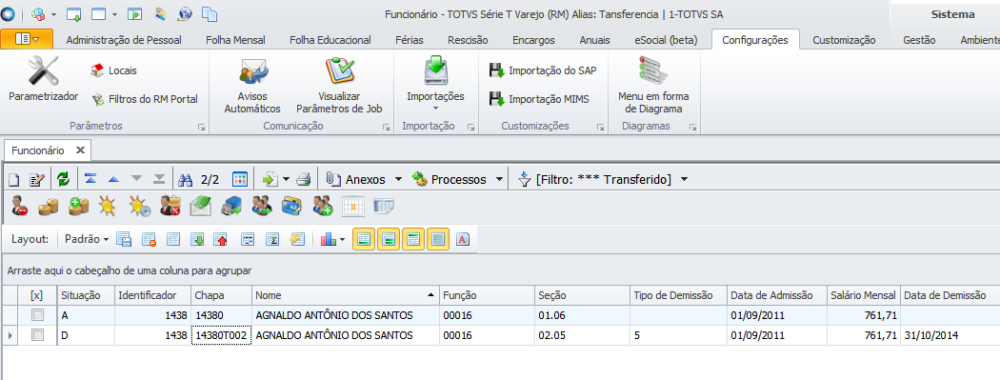 Funcionário - TOTVS Série T Varejo (RM) Alias: Transferencia | 1-TOTVS SA
Sistema
Administração de Pessoal Folha Mensal Folha Educacional Férias Rescisão Encargos Anuais eSocial (beta) Configurações Customização Gestão Ambiente
Parametrizador
Locais
Filtros do RM Portal
Avisos
Automáticos
Visualizar
Parâmetros de Job
Importações
Importação do SAP
Importação MIMS
Menu em forma
de Diagrama
Parâmetros Comunicação Importação Customizações Diagramas
Funcionário X
2/2 Anexos Processos [Filtro: *** Transferido]
Layout: Padrão
Arraste aqui o cabeçalho de uma coluna para agrupar
[x] Situação Identificador Chapa Nome Função Seção Tipo de Demissão Data de Admissão Salário Mensal Data de Demissão
A 1438 14380 AGNALDO ANTÔNIO DOS SANTOS 00016 01.06 01/09/2011 761,71
D 1438 14380T002 AGNALDO ANTÔNIO DOS SANTOS 00016 02.05 5 01/09/2011 761,71 31/10/2014